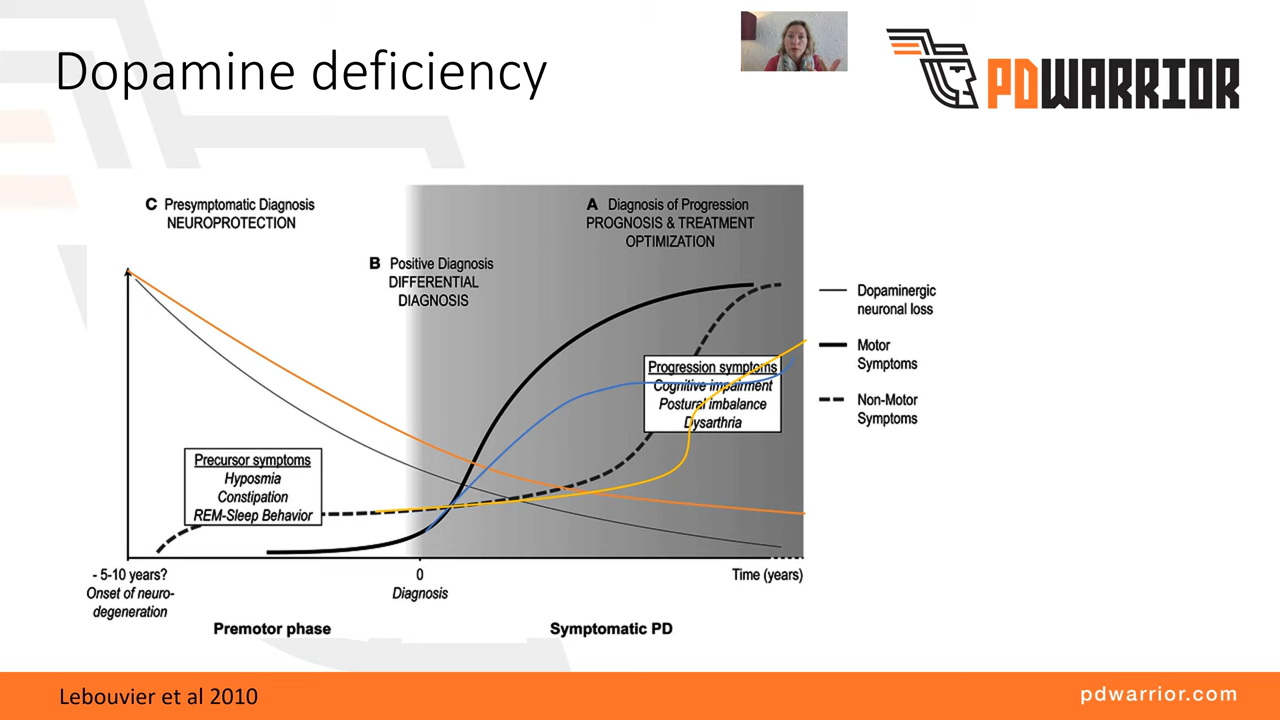 Dopamine deficiency
PDWARRIOR
C Presymptomatic Diagnosis
NEUROPROTECTION
A Diagnosis of Progression
PROGNOSIS & TREATMENT
OPTIMIZATION
B Positive Diagnosis
DIFFERENTIAL
DIAGNOSIS
Dopaminergic
neuronal loss
Motor
Symptoms
Non-Motor
Symptoms
Progression symptoms
Cognitive impairment
Postural imbalance
Dysarthria
Precursor symptoms
Hyposmia
Constipation
REM-Sleep Behavior
- 5-10 years?
Onset of neuro-
degeneration
0
Diagnosis
Time (years)
Premotor phase
Symptomatic PD
Lebouvier et al 2010
pdwarrior.com